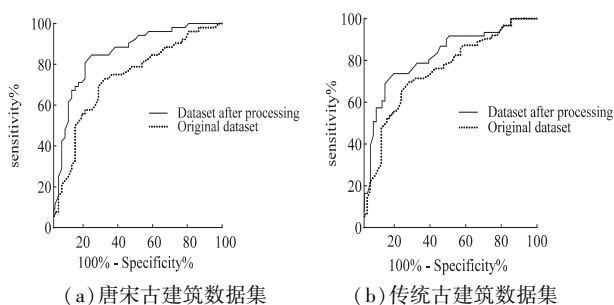 100
80
60
40
20
0
sensitivity%
Dataset after processing
Original dataset
20 40 60 80 100
100% - Specificity%
(a)唐宋古建筑数据集
100
80
60
40
20
0
sensitivity%
Dataset after processing
Original dataset
20 40 60 80 100
100% - Specificity%
(b)传统古建筑数据集